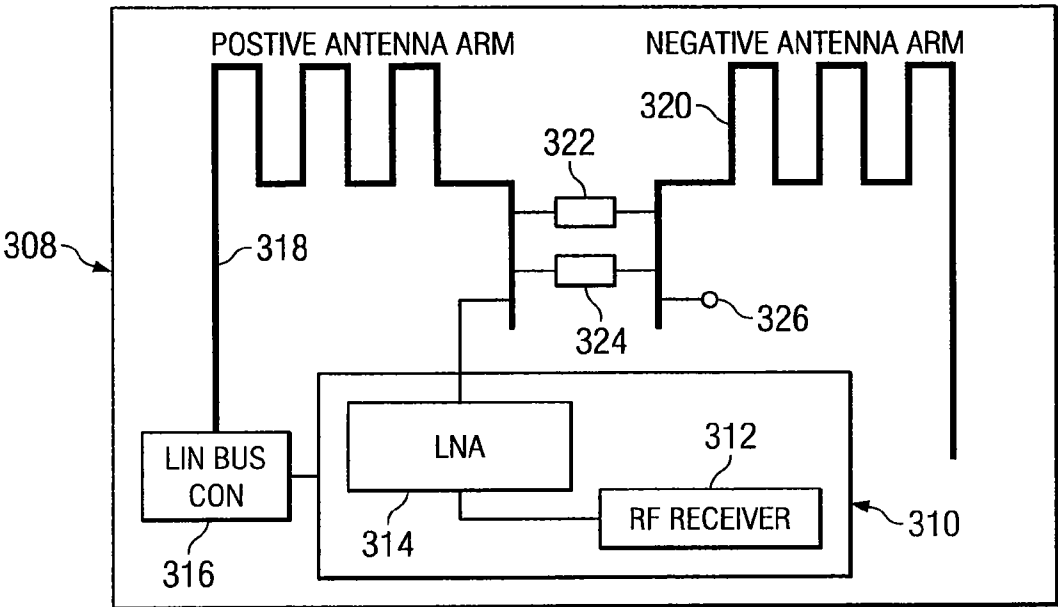 POSTIVE ANTENNA ARM
NEGATIVE ANTENNA ARM
320
322
308
318
324
326
LIN BUS
CON
LNA
312
RF RECEIVER
310
314
316